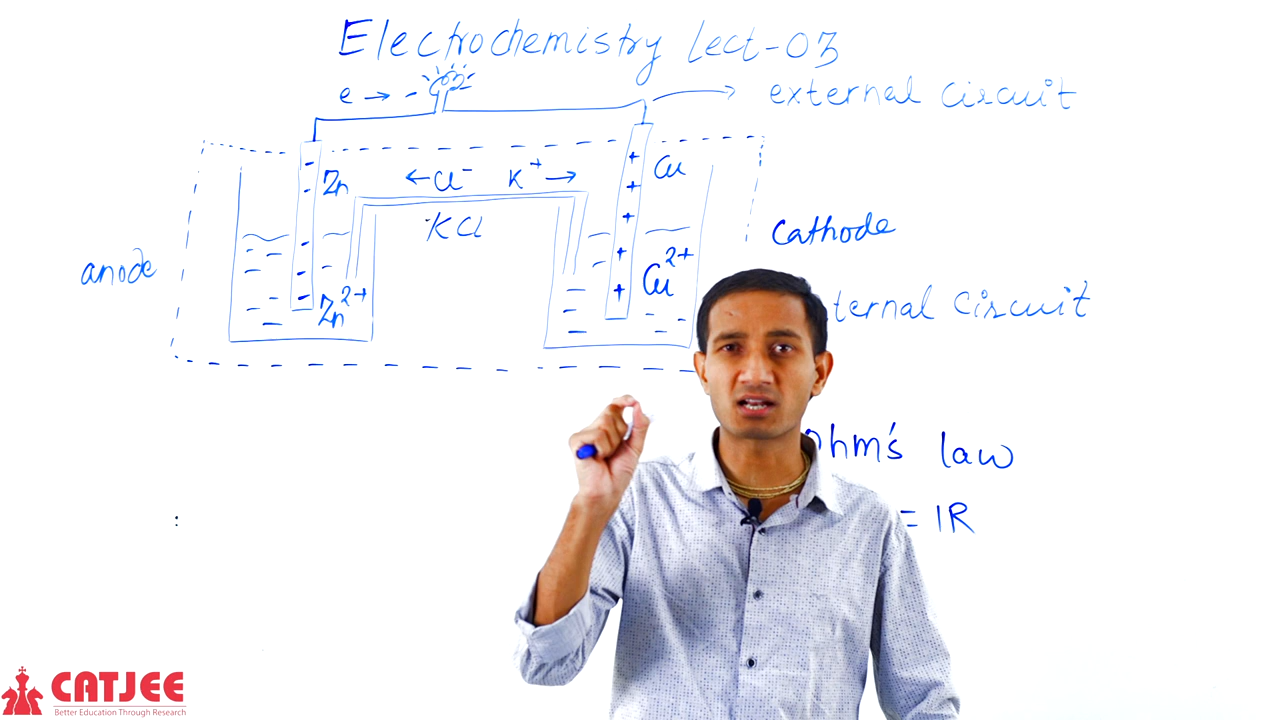 Electrochemistry Lect-03
e → -
external circuit
Zn
← Cl⁻ K⁺ →
Cu
KCl
Cathode
anode
Zn²⁺
Cu²⁺
ternal circuit
ohm's law
= IR
:
CATJEE
Better Education Through Research